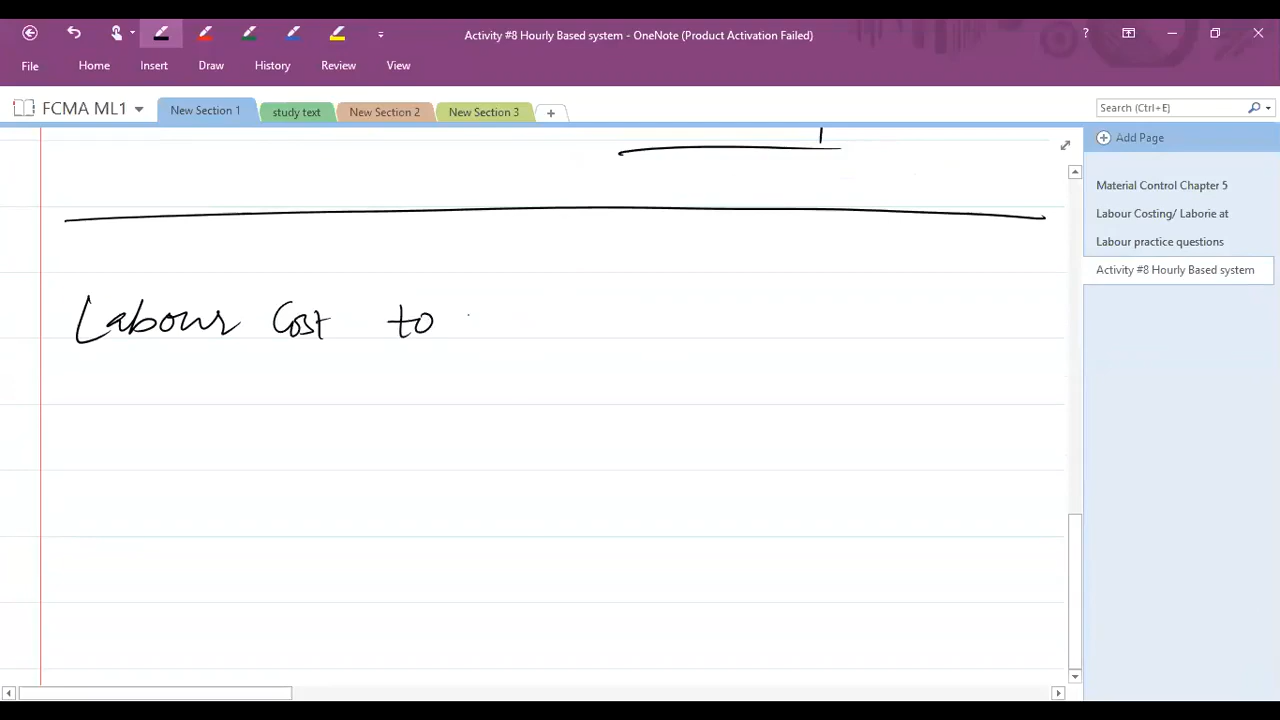 Activity #8 Hourly Based system - OneNote (Product Activation Failed)
?
File Home Insert Draw History Review View
FCMA ML1 New Section 1 study text New Section 2 New Section 3 +
Search (Ctrl+E)
Add Page
Material Control Chapter 5
Labour Costing/ Laborie at
Labour practice questions
Activity #8 Hourly Based system
Labour Cost to